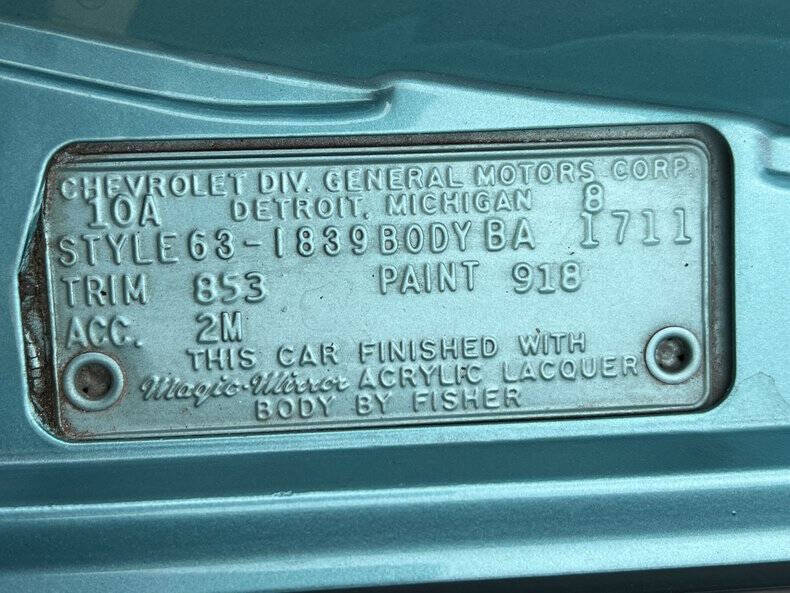 CHEVROLET DIV. GENERAL MOTORS CORP.
10A DETROIT, MICHIGAN 8
STYLE 63-1839 BODY BA 1711
TRIM 853 PAINT 918
ACC. 2M
THIS CAR FINISHED WITH
Magic-Mirror ACRYLIC LACQUER
BODY BY FISHER